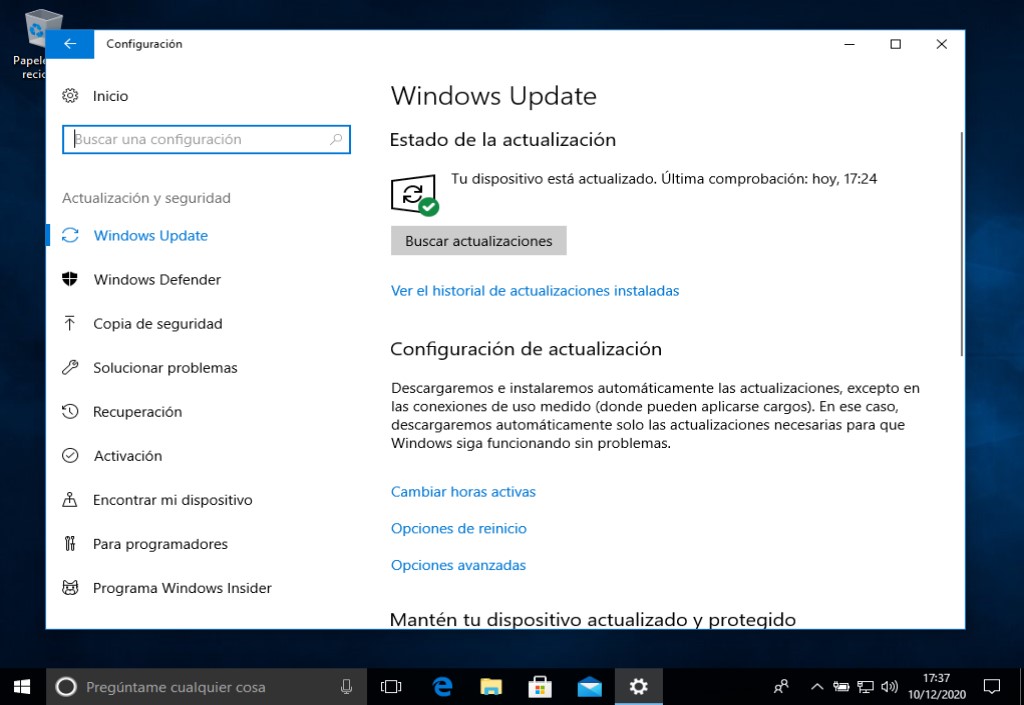 Papele
recic
Configuración
Inicio
Buscar una configuración
Actualización y seguridad
Windows Update
Windows Defender
Copia de seguridad
Solucionar problemas
Recuperación
Activación
Encontrar mi dispositivo
Para programadores
Programa Windows Insider
Windows Update
Estado de la actualización
Tu dispositivo está actualizado. Última comprobación: hoy, 17:24
Buscar actualizaciones
Ver el historial de actualizaciones instaladas
Configuración de actualización
Descargaremos e instalaremos automáticamente las actualizaciones, excepto en
las conexiones de uso medido (donde pueden aplicarse cargos). En ese caso,
descargaremos automáticamente solo las actualizaciones necesarias para que
Windows siga funcionando sin problemas.
Cambiar horas activas
Opciones de reinicio
Opciones avanzadas
Mantén tu dispositivo actualizado y protegido
Pregúntame cualquier cosa
17:37
10/12/2020